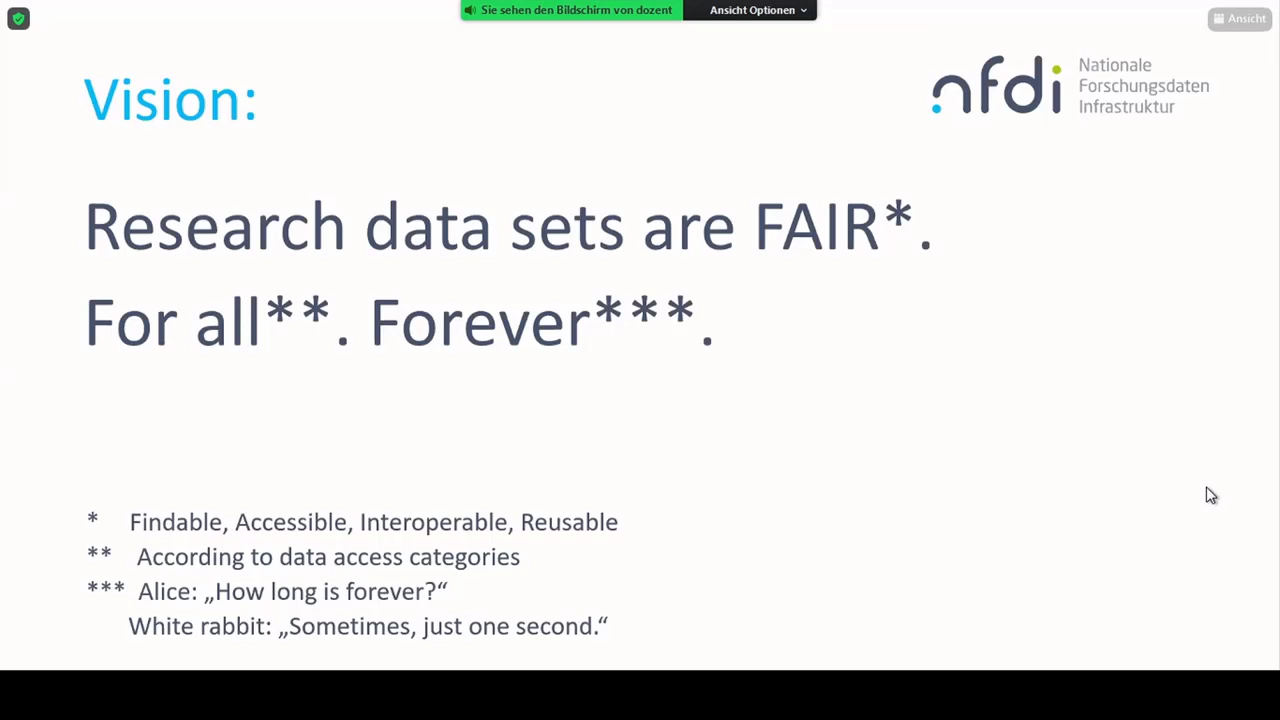 Sie sehen den Bildschirm von dozent
Ansicht Optionen
Ansicht
Vision:
nfdi
Nationale
Forschungsdaten
Infrastruktur
Research data sets are FAIR*.
For all**. Forever***.
* Findable, Accessible, Interoperable, Reusable
** According to data access categories
*** Alice: „How long is forever?“
White rabbit: „Sometimes, just one second.“